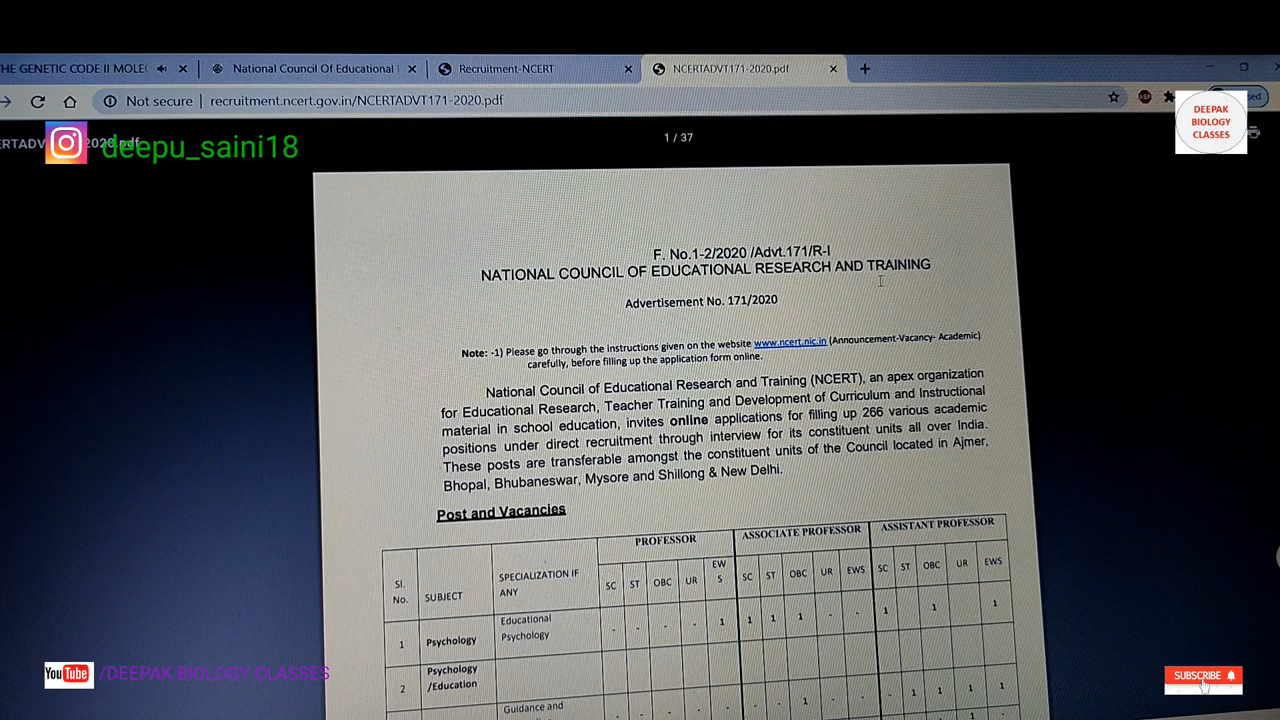 THE GENETIC CODE II MOLE
National Council Of Educational
Recruitment-NCERT
NCERTADVT171-2020.pdf
Not secure
recruitment.ncert.gov.in/NCERTADVT171-2020.pdf
deepu_saini18
1 / 37
DEEPAK
BIOLOGY
CLASSES
F. No.1-2/2020 /Advt.171/R-I
NATIONAL COUNCIL OF EDUCATIONAL RESEARCH AND TRAINING
Advertisement No. 171/2020
Note: -1) Please go through the instructions given on the website www.ncert.nic.in (Announcement-Vacancy- Academic)
carefully, before filling up the application form online.
National Council of Educational Research and Training (NCERT), an apex organization
for Educational Research, Teacher Training and Development of Curriculum and Instructional
material in school education, invites online applications for filling up 266 various academic
positions under direct recruitment through interview for its constituent units all over India.
These posts are transferable amongst the constituent units of the Council located in Ajmer,
Bhopal, Bhubaneswar, Mysore and Shillong & New Delhi.
Post and Vacancies
PROFESSOR ASSOCIATE PROFESSOR ASSISTANT PROFESSOR
Sl. No. SUBJECT SPECIALIZATION IF ANY SC ST OBC UR EWS SC ST OBC UR EWS SC ST OBC UR EWS
1 Psychology Educational Psychology - - - - 1 1 1 1 - - 1 1 1
2 Psychology /Education
Guidance and
- - - - - - - 1 - - - 1 1 1 1
YouTube /DEEPAK BIOLOGY CLASSES
SUBSCRIBE